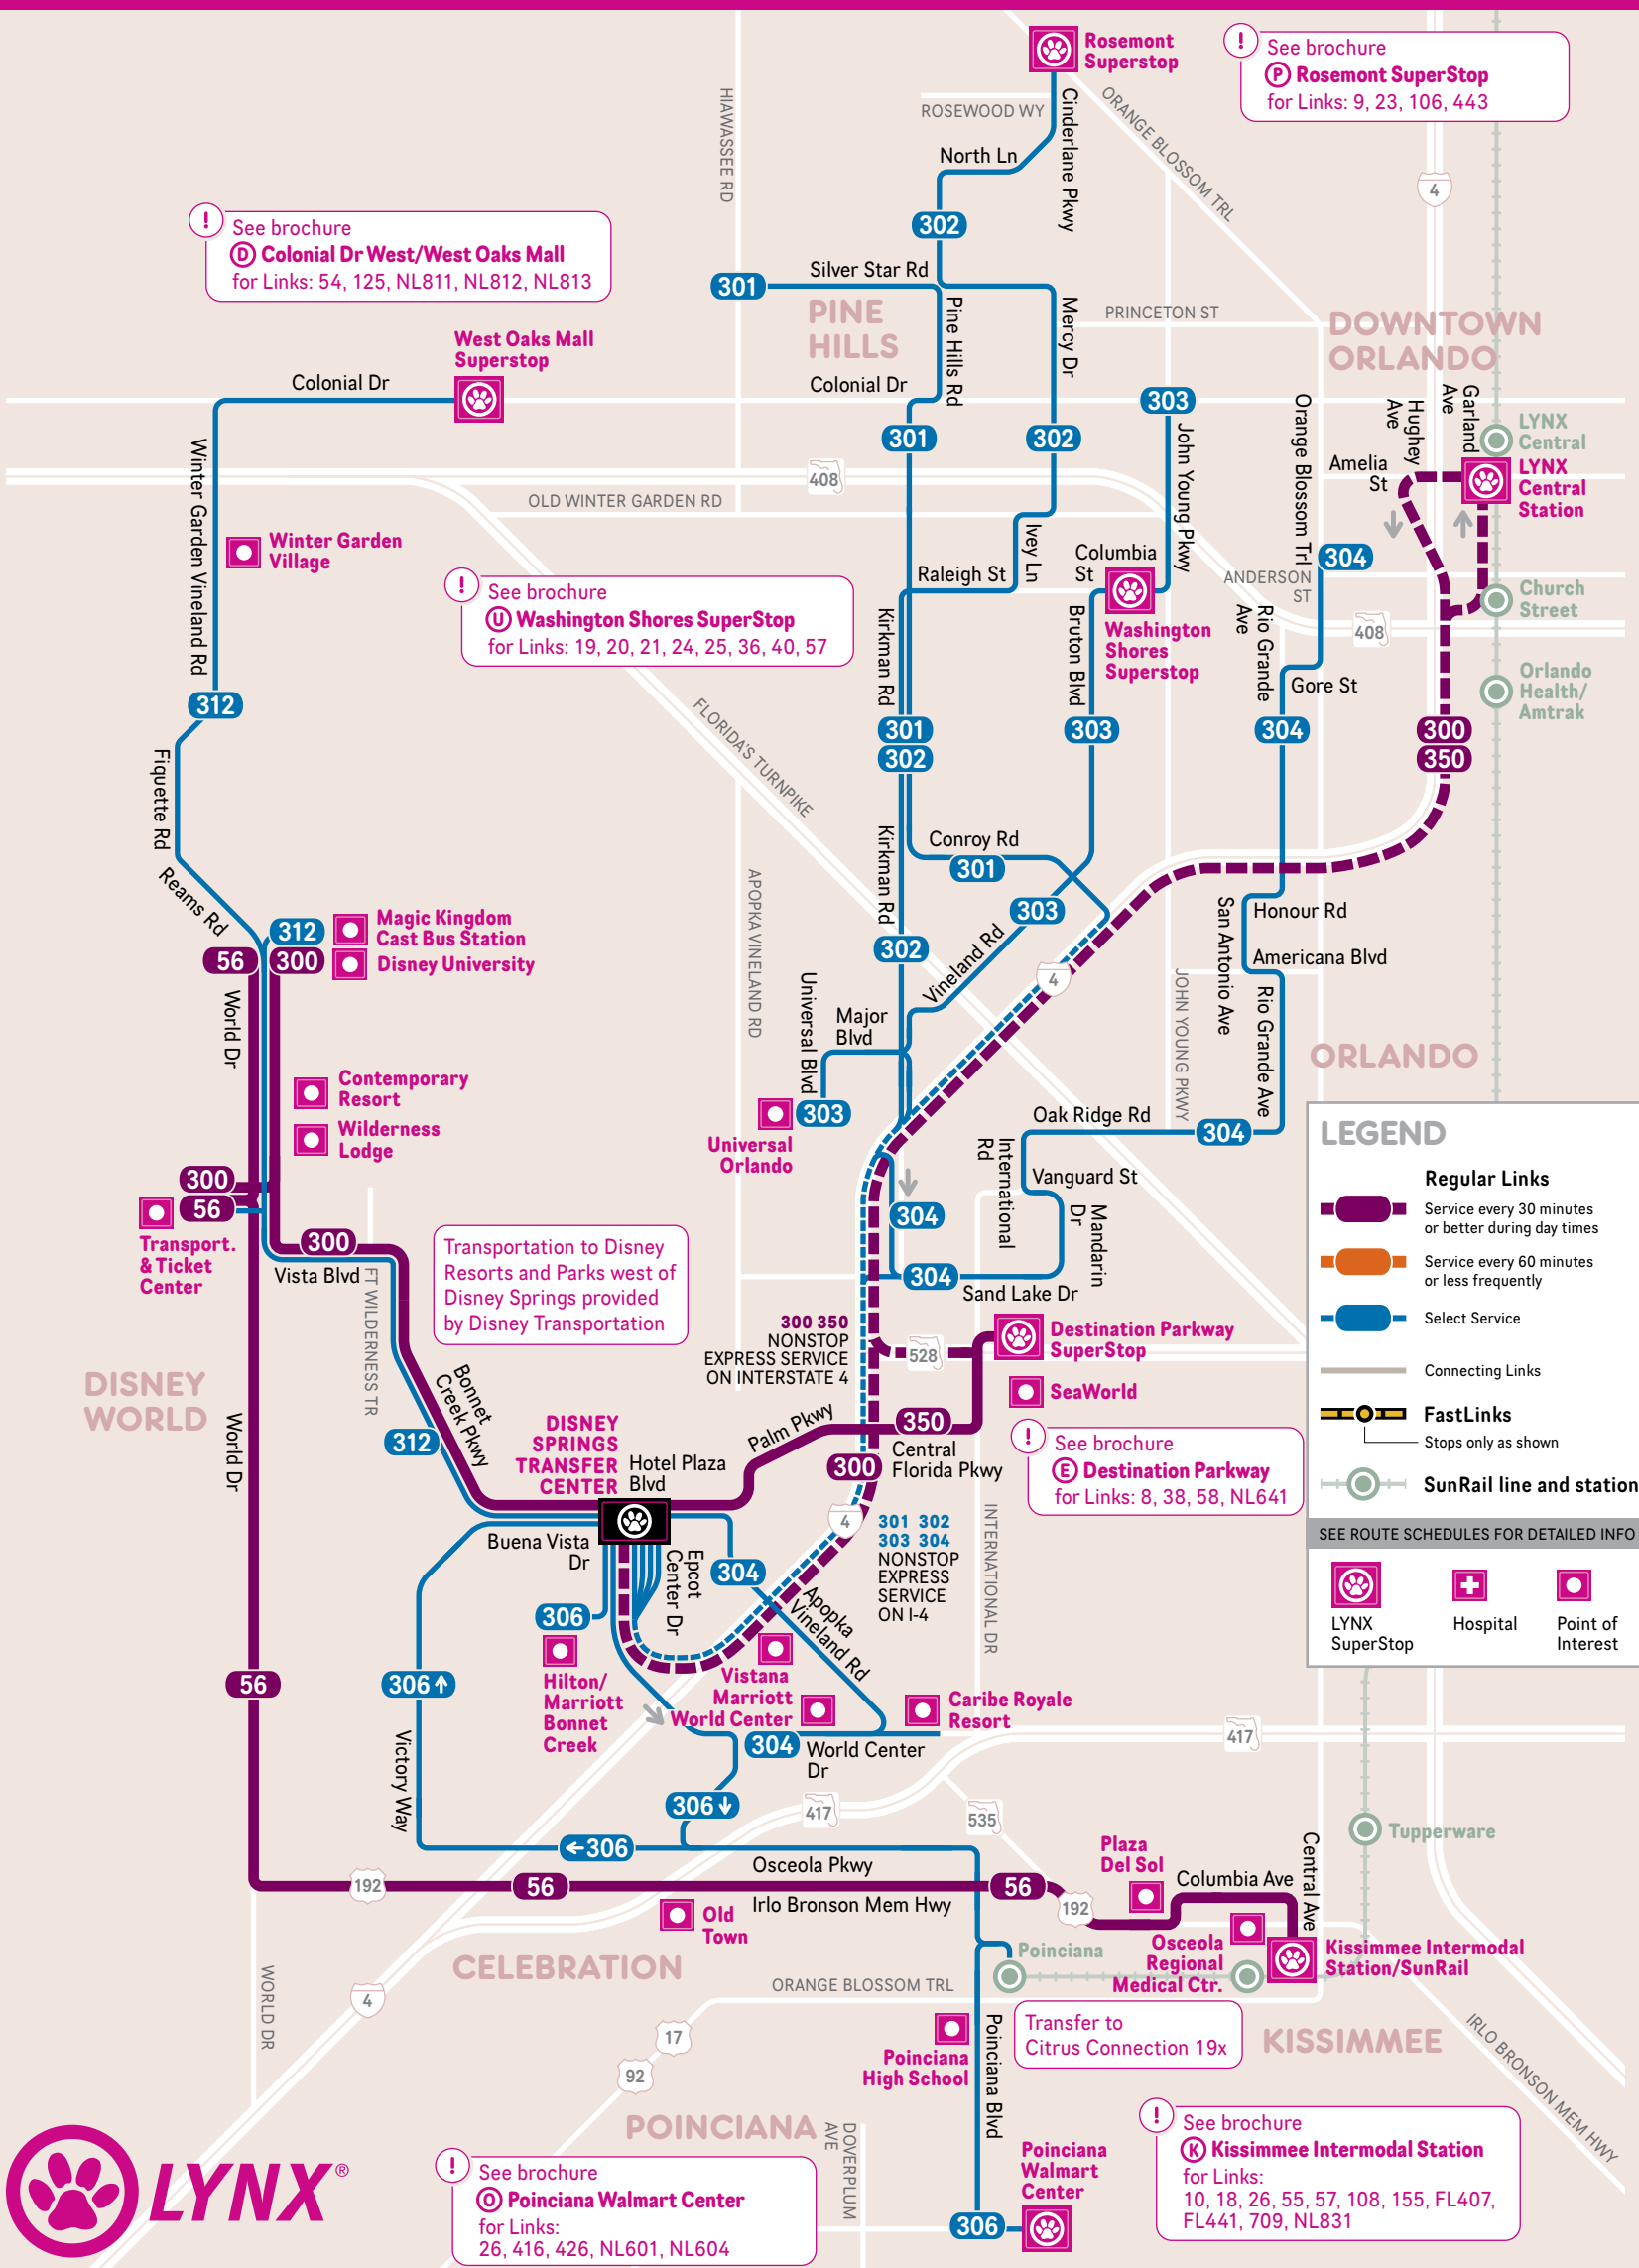 Rosemont
Superstop
!
See brochure
P Rosemont SuperStop
for Links: 9, 23, 106, 443
HIAWASSEE RD
ROSEWOOD WY
Cinderlane Pkwy
ORANGE BLOSSOM TRL
North Ln
4
302
!
See brochure
D Colonial Dr West/West Oaks Mall
for Links: 54, 125, NL811, NL812, NL813
301
Silver Star Rd
PINE
HILLS
Pine Hills Rd
Mercy Dr
PRINCETON ST
DOWNTOWN
ORLANDO
West Oaks Mall
Superstop
Colonial Dr
Colonial Dr
303
Orange Blossom Trl
Hughey
Ave
Garland
Ave
LYNX
Central
301
302
John Young Pkwy
Winter Garden Vineland Rd
408
OLD WINTER GARDEN RD
Amelia
St
LYNX
Central
Station
Winter Garden
Village
Ivey Ln
Columbia
St
304
Raleigh St
ANDERSON
ST
Church
Street
!
See brochure
U Washington Shores SuperStop
for Links: 19, 20, 21, 24, 25, 36, 40, 57
Kirkman Rd
Bruton Blvd
Washington
Shores
Superstop
Rio Grande
Ave
408
Gore St
Orlando
Health/
Amtrak
312
FLORIDA'S TURNPIKE
301
302
303
304
300
350
Fiquette Rd
Kirkman Rd
Conroy Rd
301
Reams Rd
APOPKA VINELAND RD
303
San Antonio Ave
Honour Rd
312
Magic Kingdom
Cast Bus Station
56
300
Disney University
302
Vineland Rd
Americana Blvd
4
World Dr
Universal Blvd
Major
Blvd
JOHN YOUNG PKWY
Rio Grande Ave
ORLANDO
Contemporary
Resort
Wilderness
Lodge
303
Universal
Orlando
Oak Ridge Rd
304
International
Rd
Vanguard St
300
56
Transport.
& Ticket
Center
304
Mandarin
Dr
300
Vista Blvd
FT WILDERNESS TR
Transportation to Disney
Resorts and Parks west of
Disney Springs provided
by Disney Transportation
304
Sand Lake Dr
300 350
NONSTOP
EXPRESS SERVICE
ON INTERSTATE 4
528
Destination Parkway
SuperStop
SeaWorld
LEGEND
Regular Links
Service every 30 minutes
or better during day times
Service every 60 minutes
or less frequently
Select Service
Connecting Links
FastLinks
Stops only as shown
SunRail line and station
SEE ROUTE SCHEDULES FOR DETAILED INFO
LYNX
SuperStop
Hospital
Point of
Interest
DISNEY
WORLD
Bonnet
Creek Pkwy
World Dr
312
DISNEY
SPRINGS
TRANSFER
CENTER
Hotel Plaza
Blvd
Palm Pkwy
350
Central
Florida Pkwy
300
!
See brochure
E Destination Parkway
for Links: 8, 38, 58, NL641
4
301 302
303 304
NONSTOP
EXPRESS
SERVICE
ON I-4
INTERNATIONAL DR
Buena Vista
Dr
Epcot
Center Dr
304
Apopka
Vineland Rd
306
Hilton/
Marriott
Bonnet
Creek
Vistana
Marriott
World Center
Caribe Royale
Resort
56
306↑
304
World Center
Dr
417
Victory Way
306↓
417
535
Tupperware
←306
Osceola Pkwy
Plaza
Del Sol
Columbia Ave
Central Ave
192
56
56
192
Irlo Bronson Mem Hwy
Old
Town
Poinciana
Osceola
Regional
Medical Ctr.
Kissimmee Intermodal
Station/SunRail
CELEBRATION
ORANGE BLOSSOM TRL
WORLD DR
4
17
92
Poinciana
High School
Poinciana Blvd
Transfer to
Citrus Connection 19x
KISSIMMEE
IRLO BRONSON MEM HWY
POINCIANA
DOVERPLUM
AVE
Poinciana
Walmart
Center
306
!
See brochure
K Kissimmee Intermodal Station
for Links:
10, 18, 26, 55, 57, 108, 155, FL407,
FL441, 709, NL831
!
See brochure
O Poinciana Walmart Center
for Links:
26, 416, 426, NL601, NL604
LYNX®